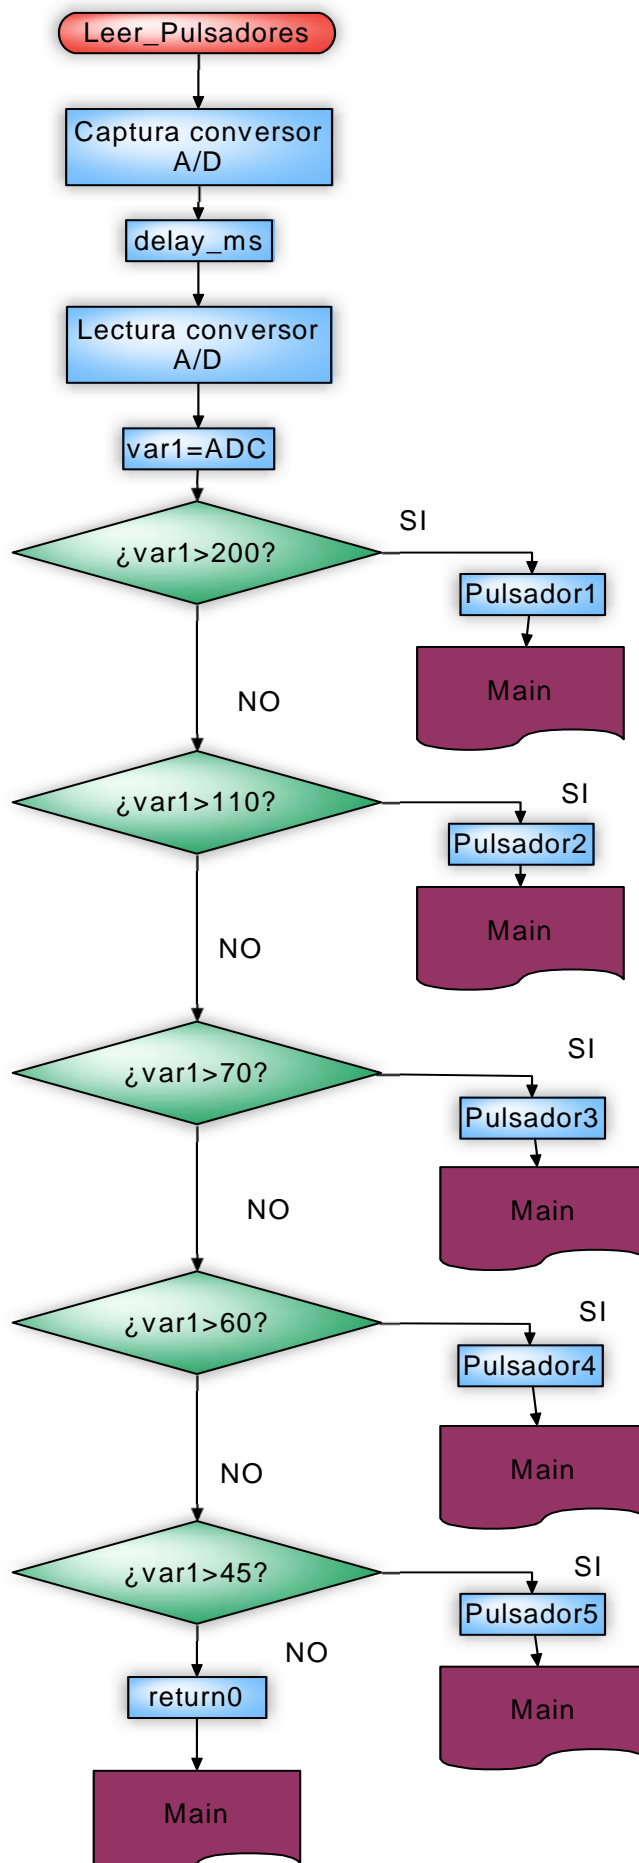 Leer_Pulsadores
Captura conversor
A/D
delay_ms
Lectura conversor
A/D
var1=ADC
¿var1>200?
SI
Pulsador1
Main
NO
¿var1>110?
SI
Pulsador2
Main
NO
¿var1>70?
SI
Pulsador3
Main
NO
¿var1>60?
SI
Pulsador4
Main
NO
¿var1>45?
SI
Pulsador5
Main
NO
return0
Main